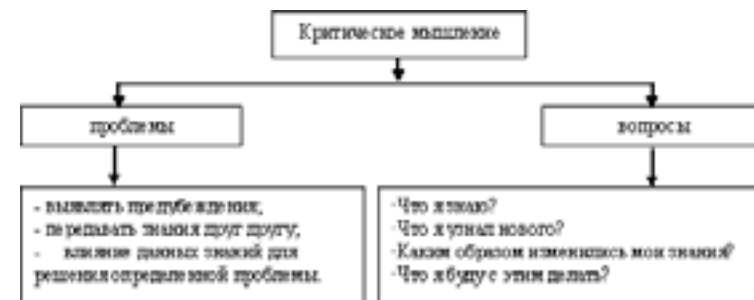 Критическое мышление
проблемы
вопросы
- выявлять предубеждения;
- передавать знания друг другу;
- влияние данных знаний для
решения определенной проблемы.
-Что я знаю?
-Что я узнал нового?
-Каким образом изменились мои знания?
-Что я буду с этим делать?